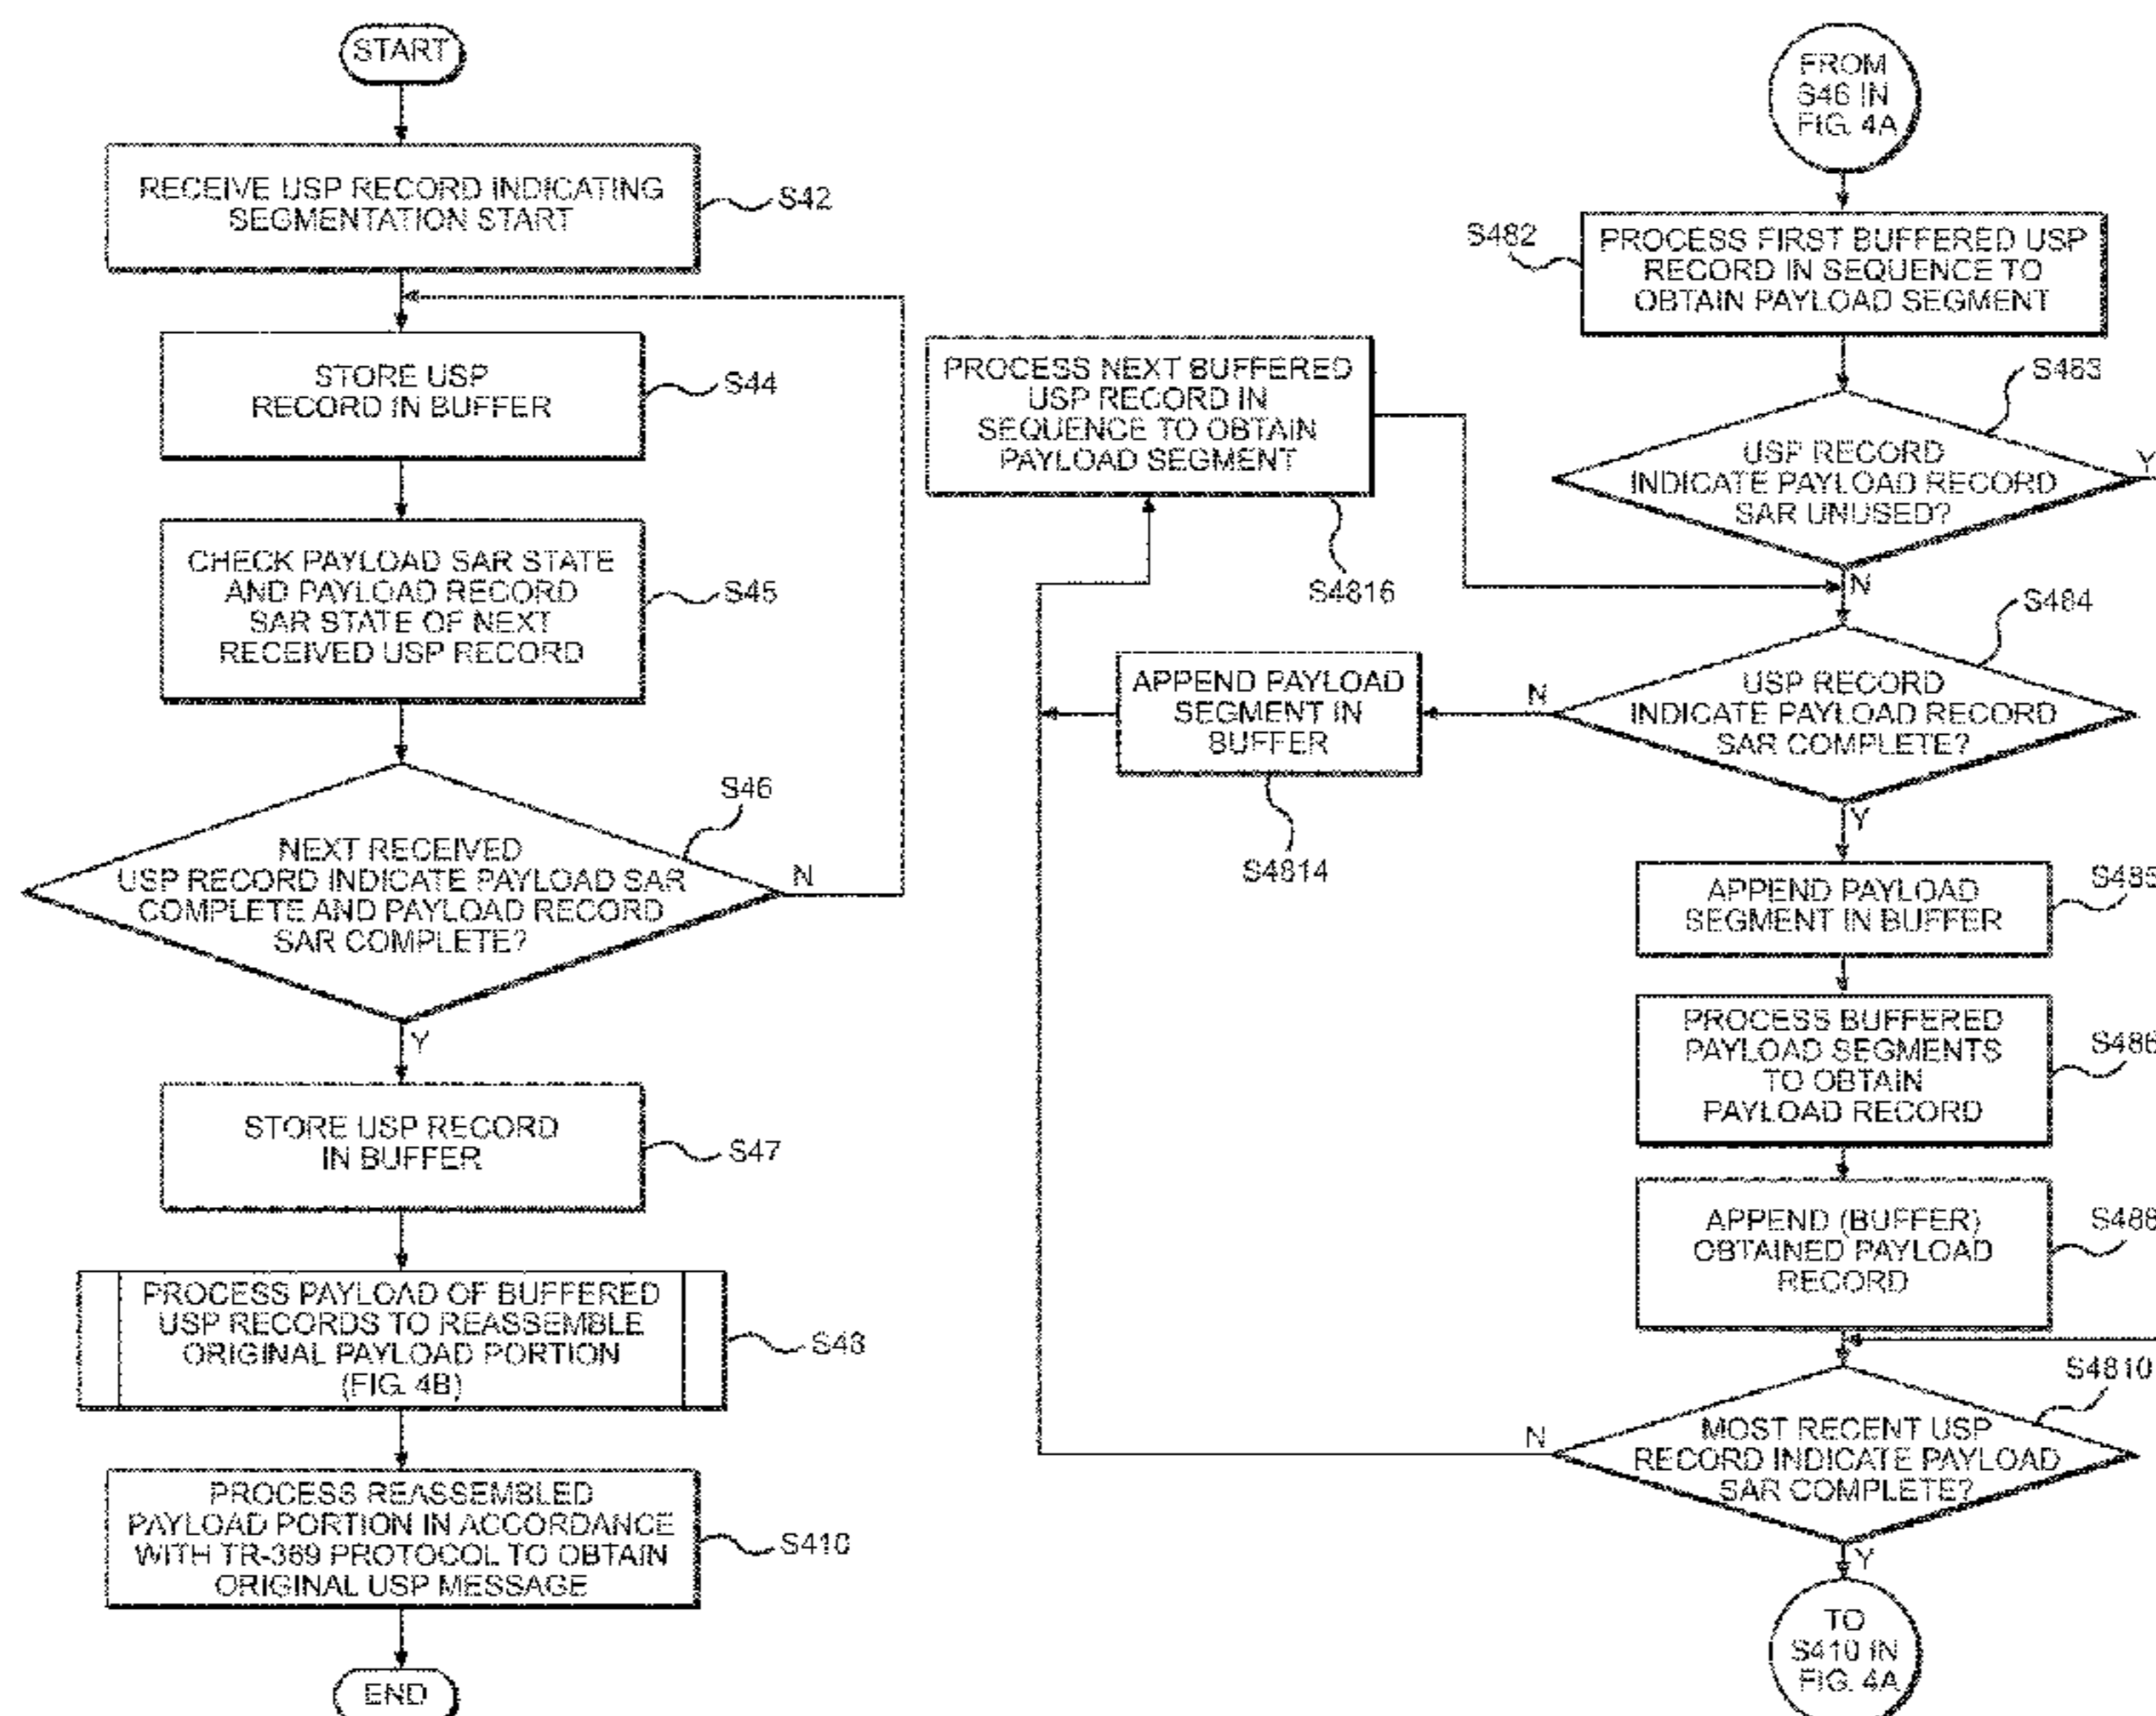 START
RECEIVE USP RECORD INDICATING
SEGMENTATION START
S42
STORE USP
RECORD IN BUFFER
S44
CHECK PAYLOAD SAR STATE
AND PAYLOAD RECORD
SAR STATE OF NEXT
RECEIVED USP RECORD
S45
S46
NEXT RECEIVED
USP RECORD INDICATE PAYLOAD SAR
COMPLETE AND PAYLOAD RECORD
SAR COMPLETE?
N
Y
STORE USP RECORD
IN BUFFER
S47
PROCESS PAYLOAD OF BUFFERED
USP RECORDS TO REASSEMBLE
ORIGINAL PAYLOAD PORTION
(FIG. 4B)
S48
PROCESS REASSEMBLED
PAYLOAD PORTION IN ACCORDANCE
WITH TR-369 PROTOCOL TO OBTAIN
ORIGINAL USP MESSAGE
S410
END
FROM
S46 IN
FIG. 4A
S482
PROCESS FIRST BUFFERED USP
RECORD IN SEQUENCE TO
OBTAIN PAYLOAD SEGMENT
S483
USP RECORD
INDICATE PAYLOAD RECORD
SAR UNUSED?
Y
N
PROCESS NEXT BUFFERED
USP RECORD IN
SEQUENCE TO OBTAIN
PAYLOAD SEGMENT
S4816
S484
USP RECORD
INDICATE PAYLOAD RECORD
SAR COMPLETE?
N
APPEND PAYLOAD
SEGMENT IN
BUFFER
S4814
Y
APPEND PAYLOAD
SEGMENT IN BUFFER
S485
PROCESS BUFFERED
PAYLOAD SEGMENTS
TO OBTAIN
PAYLOAD RECORD
S486
APPEND (BUFFER)
OBTAINED PAYLOAD
RECORD
S488
S4810
MOST RECENT USP
RECORD INDICATE PAYLOAD
SAR COMPLETE?
N
Y
TO
S410 IN
FIG. 4A